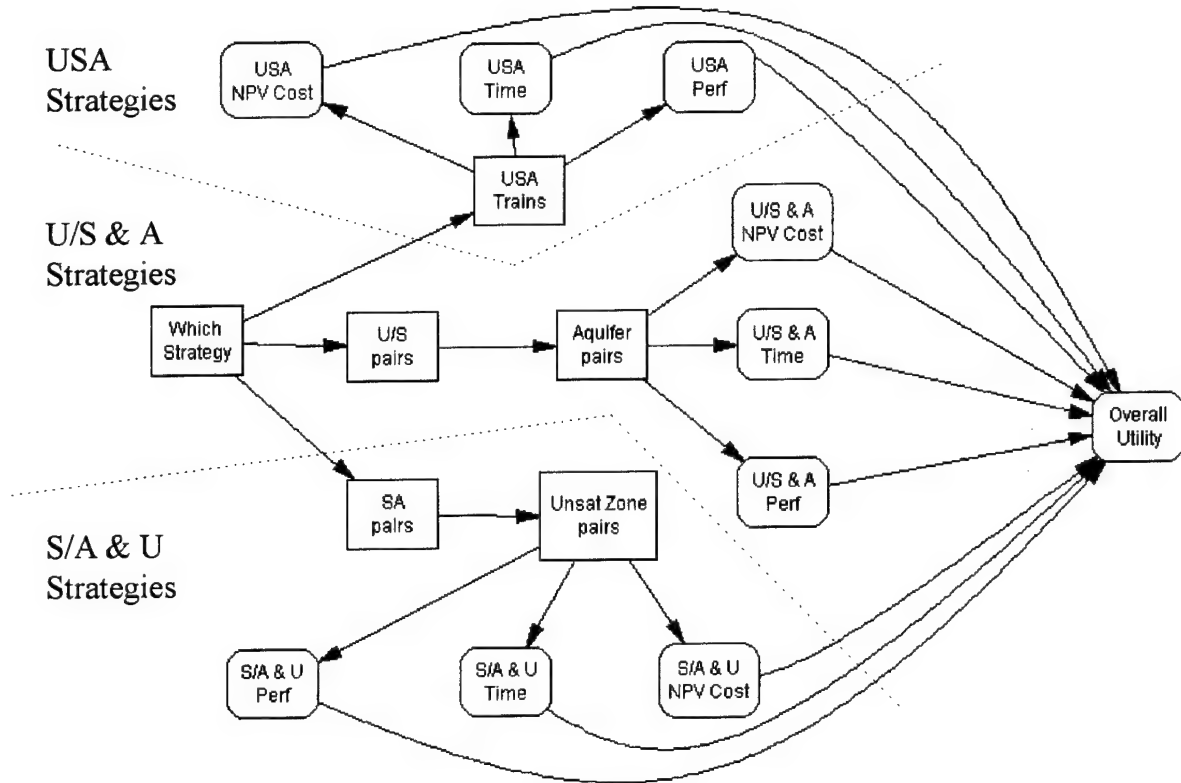 USA
Strategies
USA
NPV Cost
USA
Time
USA
Perf
USA
Trains
U/S & A
Strategies
U/S & A
NPV Cost
Which
Strategy
U/S
pairs
Aquifer
pairs
U/S & A
Time
Overall
Utility
U/S & A
Perf
SA
pairs
Unsat Zone
pairs
S/A & U
Strategies
S/A & U
Perf
S/A & U
Time
S/A & U
NPV Cost